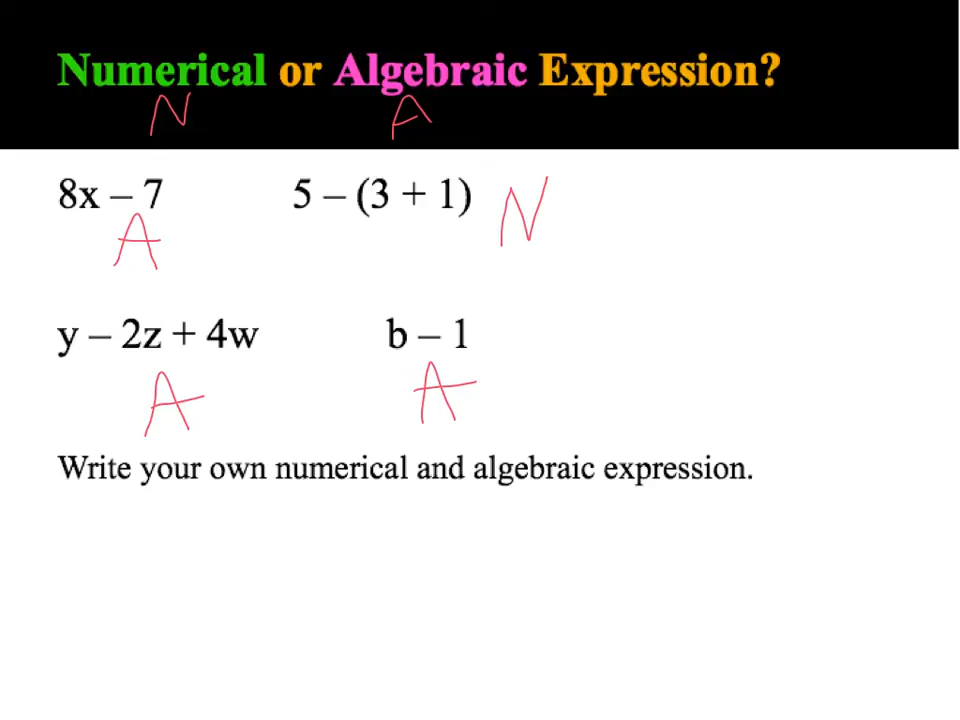 Numerical or Algebraic Expression?
N A
8x – 7 5 – (3 + 1) N
A
y – 2z + 4w b – 1
A A
Write your own numerical and algebraic expression.